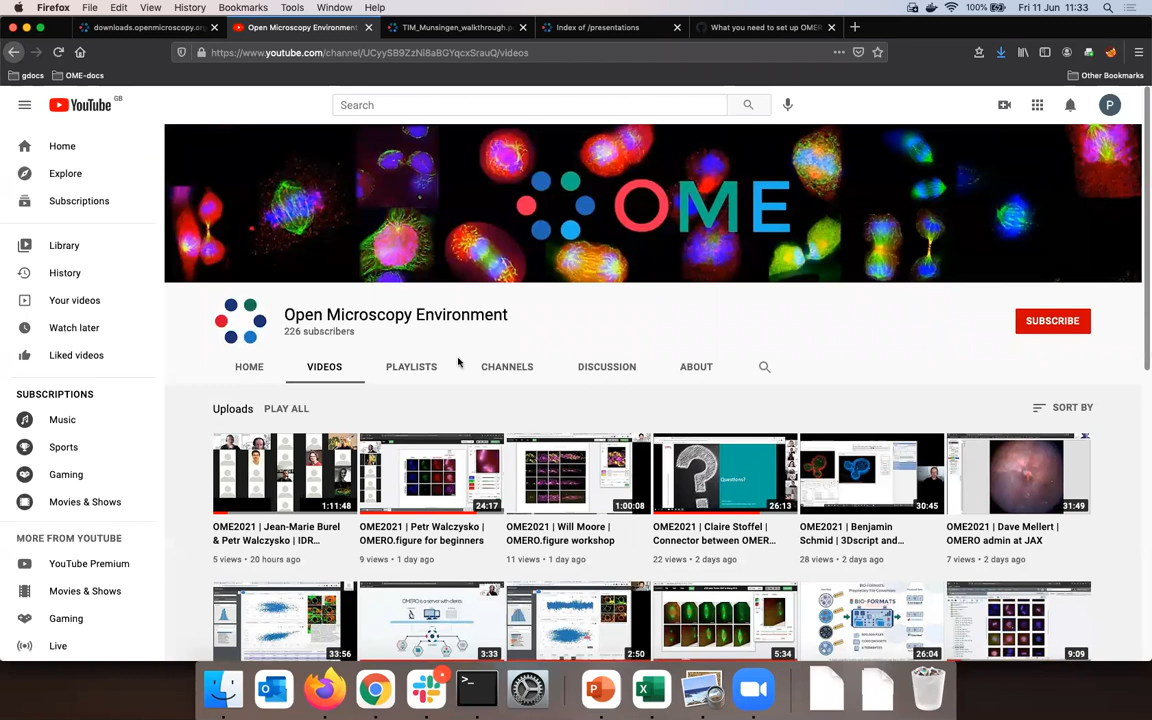 Firefox File Edit View History Bookmarks Tools Window Help 100% Fri 11 Jun 11:33
downloads.openmicroscopy.org Open Microscopy Environment TIM_Munsingen_walkthrough.p Index of /presentations What you need to set up OMER
https://www.youtube.com/channel/UCyySB9ZzNi8aBGYqcxSrauQ/videos
gdocs OME-docs Other Bookmarks
YouTube GB Search P
OME
Home
Explore
Subscriptions
Library
History
Your videos
Watch later
Liked videos
SUBSCRIPTIONS
Music
Sports
Gaming
Movies & Shows
MORE FROM YOUTUBE
YouTube Premium
Movies & Shows
Gaming
Live
Open Microscopy Environment
226 subscribers
SUBSCRIBE
HOME VIDEOS PLAYLISTS CHANNELS DISCUSSION ABOUT
Uploads PLAY ALL SORT BY
1:11:48 24:17 1:00:08 Questions? 26:13 30:45 31:49
OME2021 | Jean-Marie Burel OME2021 | Petr Walczysko | OME2021 | Will Moore | OME2021 | Claire Stoffel | OME2021 | Benjamin OME2021 | Dave Mellert |
& Petr Walczysko | IDR... OMERO.figure for beginners OMERO.figure workshop Connector between OMER... Schmid | 3Dscript and... OMERO admin at JAX
5 views • 20 hours ago 9 views • 1 day ago 11 views • 1 day ago 22 views • 2 days ago 28 views • 2 days ago 7 views • 2 days ago
OMERO is a server with clients BIO-FORMATS
33:56 3:33 2:50 5:34 26:04 9:09